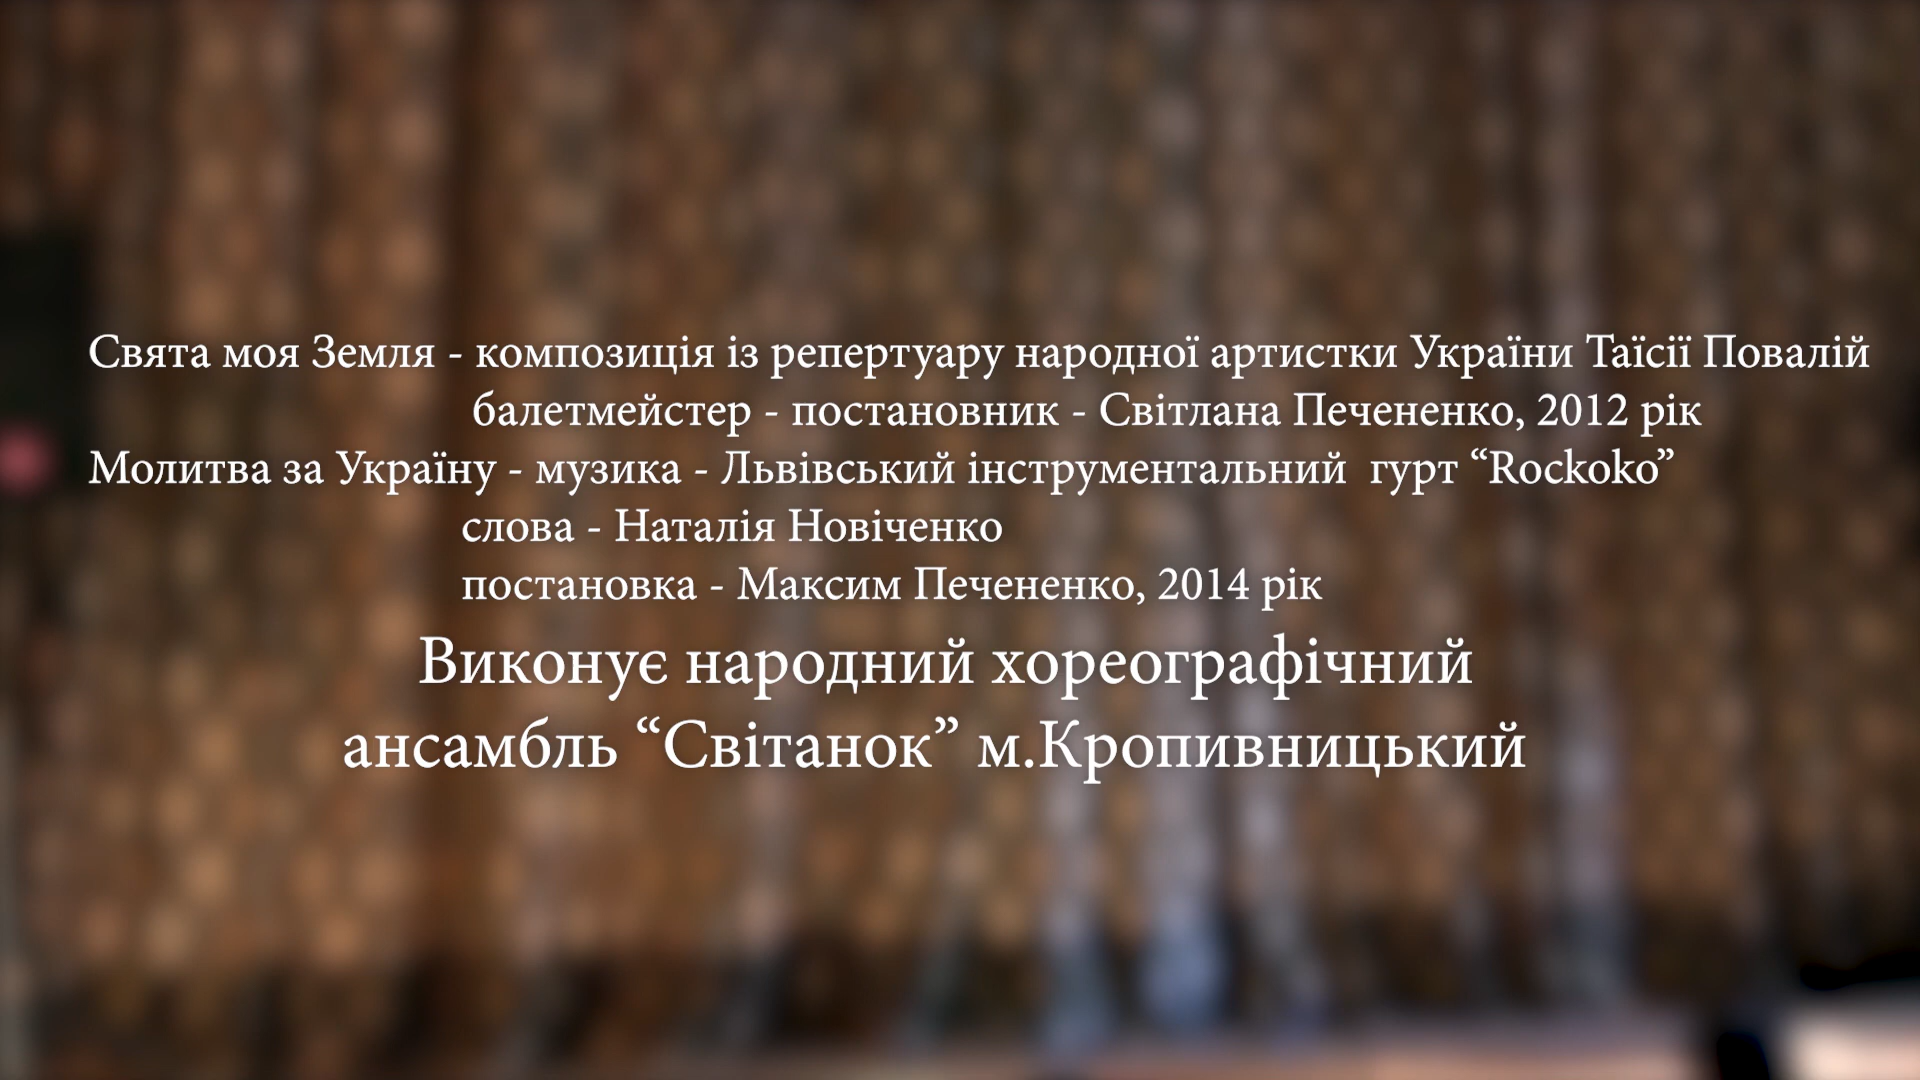 Свята моя Земля - композиція із репертуару народної артистки України Таїсії Повалій
балетмейстер - постановник - Світлана Печененко, 2012 рік
Молитва за Україну - музика - Львівський інструментальний гурт “Rockoko”
слова - Наталія Новіченко
постановка - Максим Печененко, 2014 рік
Виконує народний хореографічний
ансамбль “Світанок” м.Кропивницький